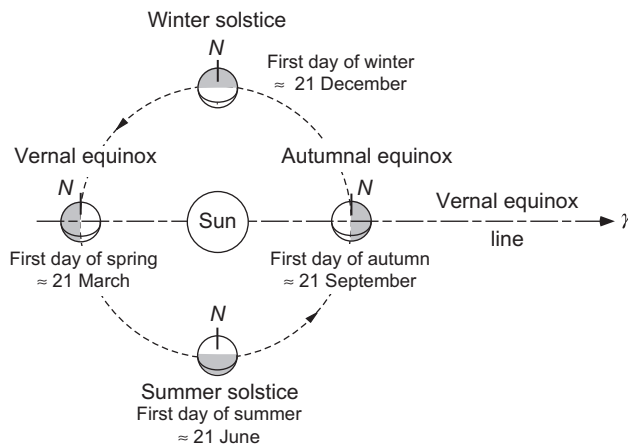 Winter solstice
N
First day of winter
≈ 21 December
Vernal equinox
N
Autumnal equinox
N
Vernal equinox
line
γ
Sun
First day of spring
≈ 21 March
First day of autumn
≈ 21 September
N
Summer solstice
First day of summer
≈ 21 June